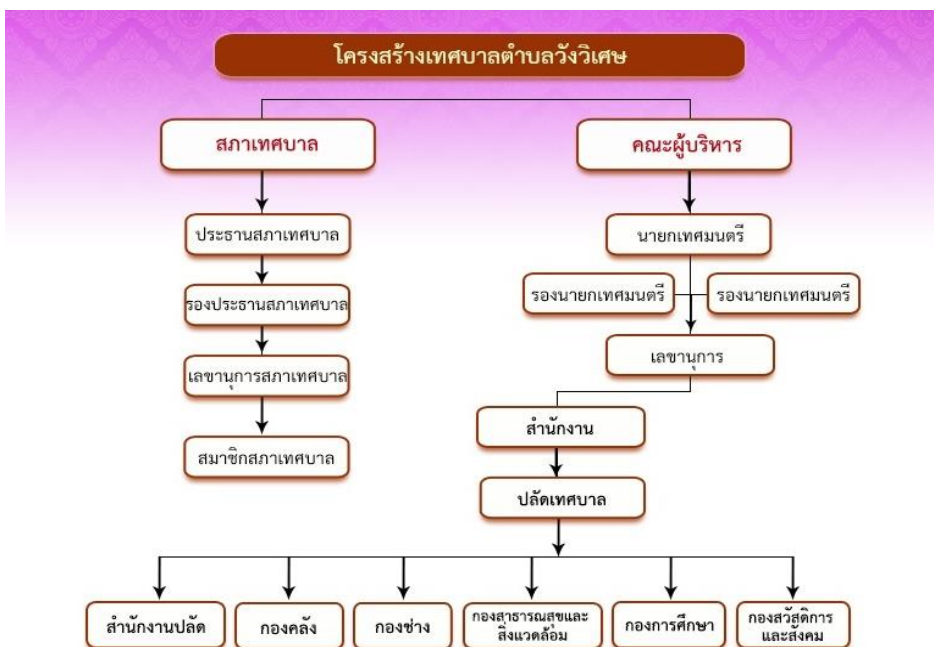 โครงสร้างเทศบาลตำบลวังวิเศษ
สภาเทศบาล
คณะผู้บริหาร
ประธานสภาเทศบาล
นายกเทศมนตรี
รองประธานสภาเทศบาล
รองนายกเทศมนตรี
รองนายกเทศมนตรี
เลขานุการสภาเทศบาล
เลขานุการ
สำนักงาน
สมาชิกสภาเทศบาล
ปลัดเทศบาล
สำนักงานปลัด
กองคลัง
กองช่าง
กองสาธารณสุขและ
สิ่งแวดล้อม
กองการศึกษา
กองสวัสดิการ
และสังคม